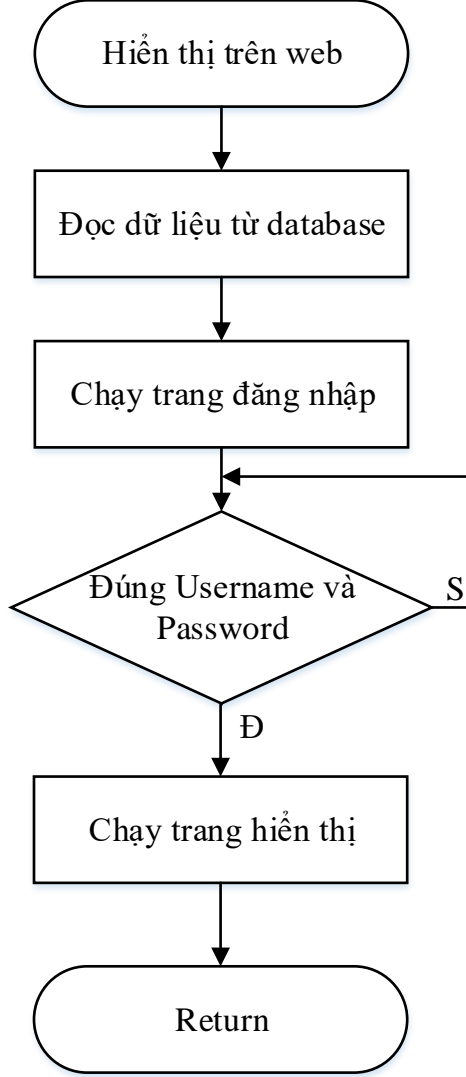 Hiển thị trên web
Đọc dữ liệu từ database
Chạy trang đăng nhập
Đúng Username và
Password
S
Đ
Chạy trang hiển thị
Return